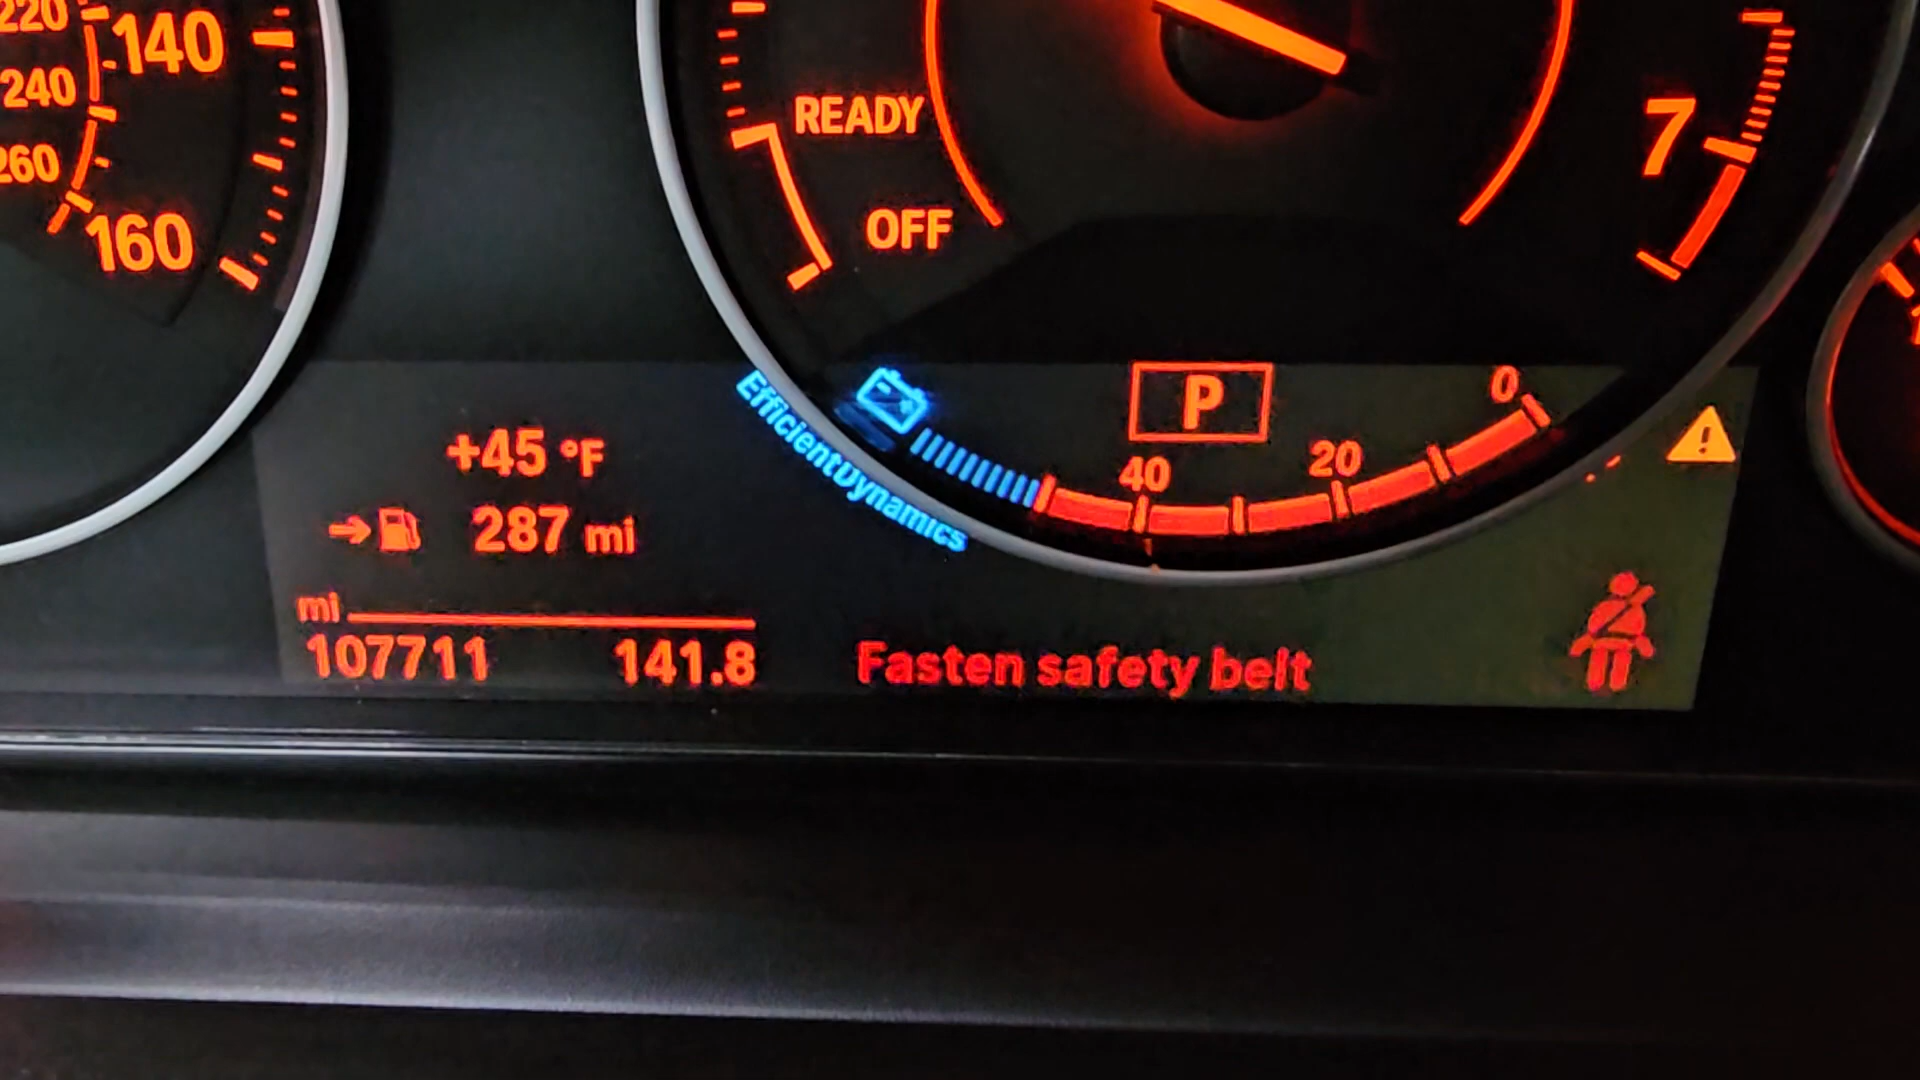 220
140
240
260
160
READY
OFF
7
EfficientDynamics
P
40
20
0
+45 °F
287 mi
mi
107711 141.8
Fasten safety belt